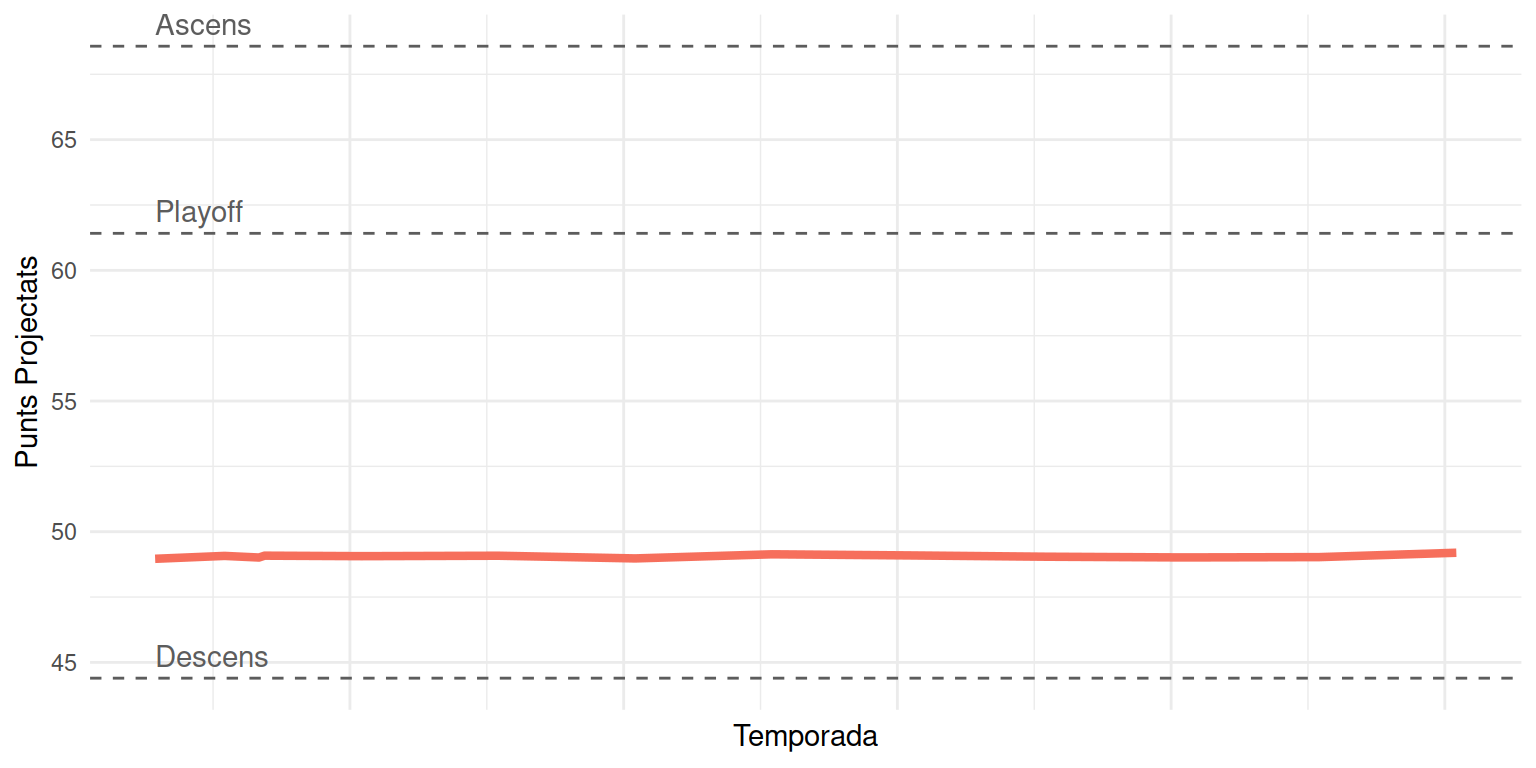 Ascens
65
Playoff
60
Punts Projectats
55
50
Descens
45
Temporada